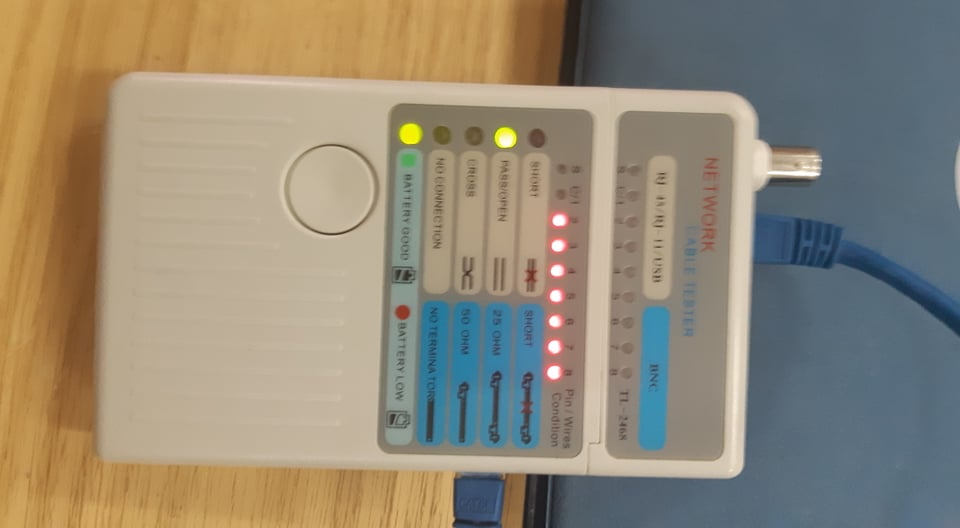 NETWORK
CABLE TESTER
RJ-45/RJ-11/USB
BNC
1 2 3 4 5 6 7 8 TL-2468
1 2 3 4 5 6 7 8 Pin / Wires
Condition
SHORT
SHORT
PASS/OPEN
25 OHM
CROSS
50 OHM
NO CONNECTION
NO TERMINATOR
BATTERY GOOD
BATTERY LOW